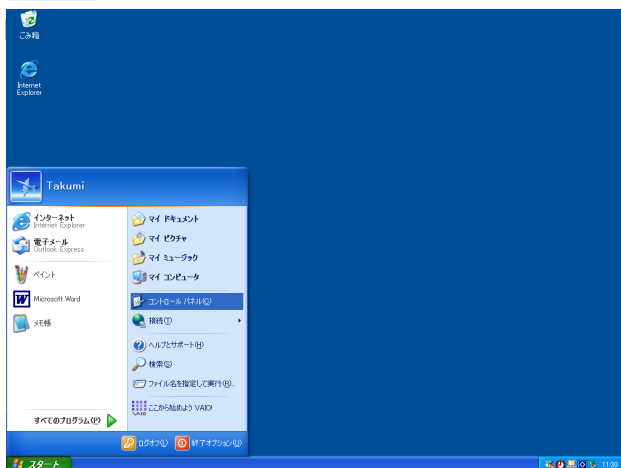 ごみ箱
Internet
Explorer
Takumi
インターネット
Internet Explorer
電子メール
Outlook Express
ペイント
Microsoft Word
メモ帳
すべてのプログラム(P)
マイ ドキュメント
マイ ピクチャ
マイ ミュージック
マイ コンピュータ
コントロール パネル(C)
接続(T)
ヘルプとサポート(H)
検索(S)
ファイル名を指定して実行(R)...
ここから始めよう VAIO!
ログオフ(L)
終了オプション(U)
スタート
11:39